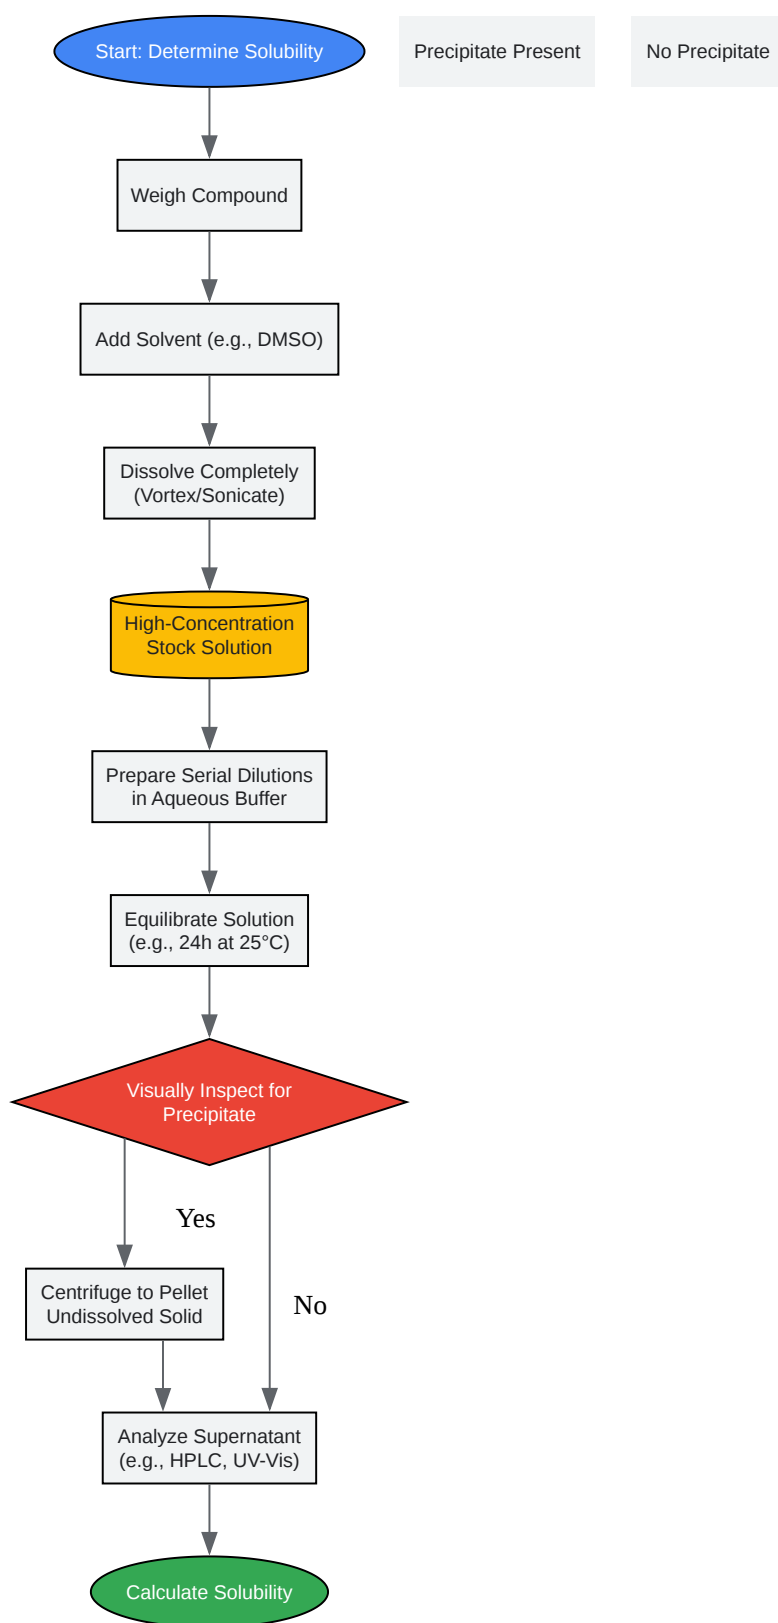 Start: Determine Solubility
Precipitate Present
No Precipitate
Weigh Compound
Add Solvent (e.g., DMSO)
Dissolve Completely
(Vortex/Sonicate)
High-Concentration
Stock Solution
Prepare Serial Dilutions
in Aqueous Buffer
Equilibrate Solution
(e.g., 24h at 25°C)
Visually Inspect for
Precipitate
Yes
Centrifuge to Pellet
Undissolved Solid
No
Analyze Supernatant
(e.g., HPLC, UV-Vis)
Calculate Solubility